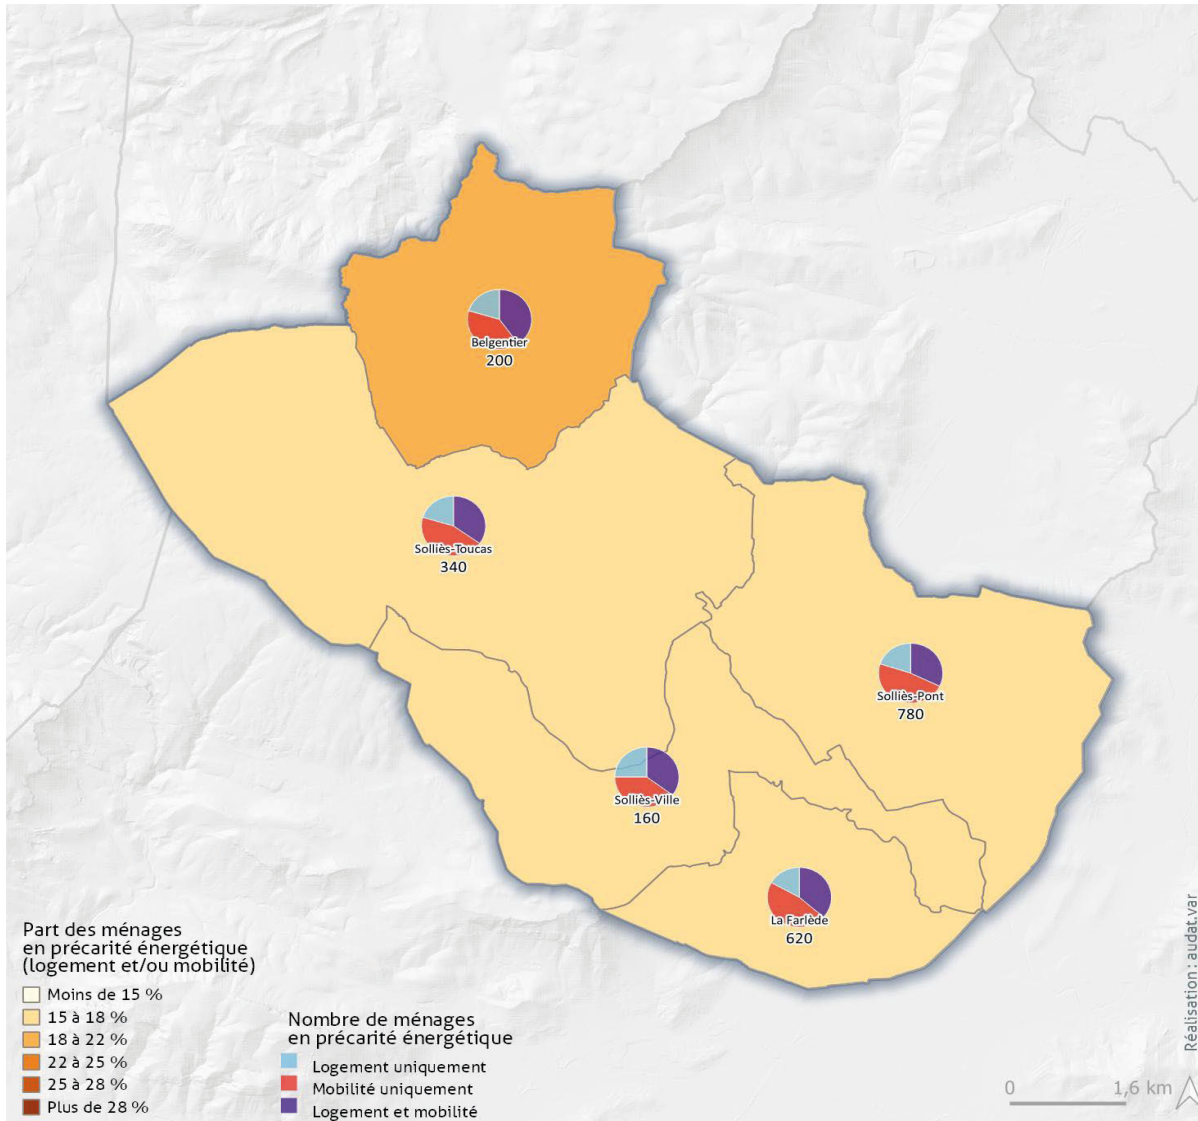 Belgentier
200
Solliès-Toucas
340
Solliès-Pont
780
Solliès-Ville
160
La Farlède
620
Part des ménages
en précarité énergétique
(logement et/ou mobilité)
Moins de 15 %
15 à 18 %
18 à 22 %
22 à 25 %
25 à 28 %
Plus de 28 %
Nombre de ménages
en précarité énergétique
Logement uniquement
Mobilité uniquement
Logement et mobilité
0 1,6 km
Réalisation : audat.var